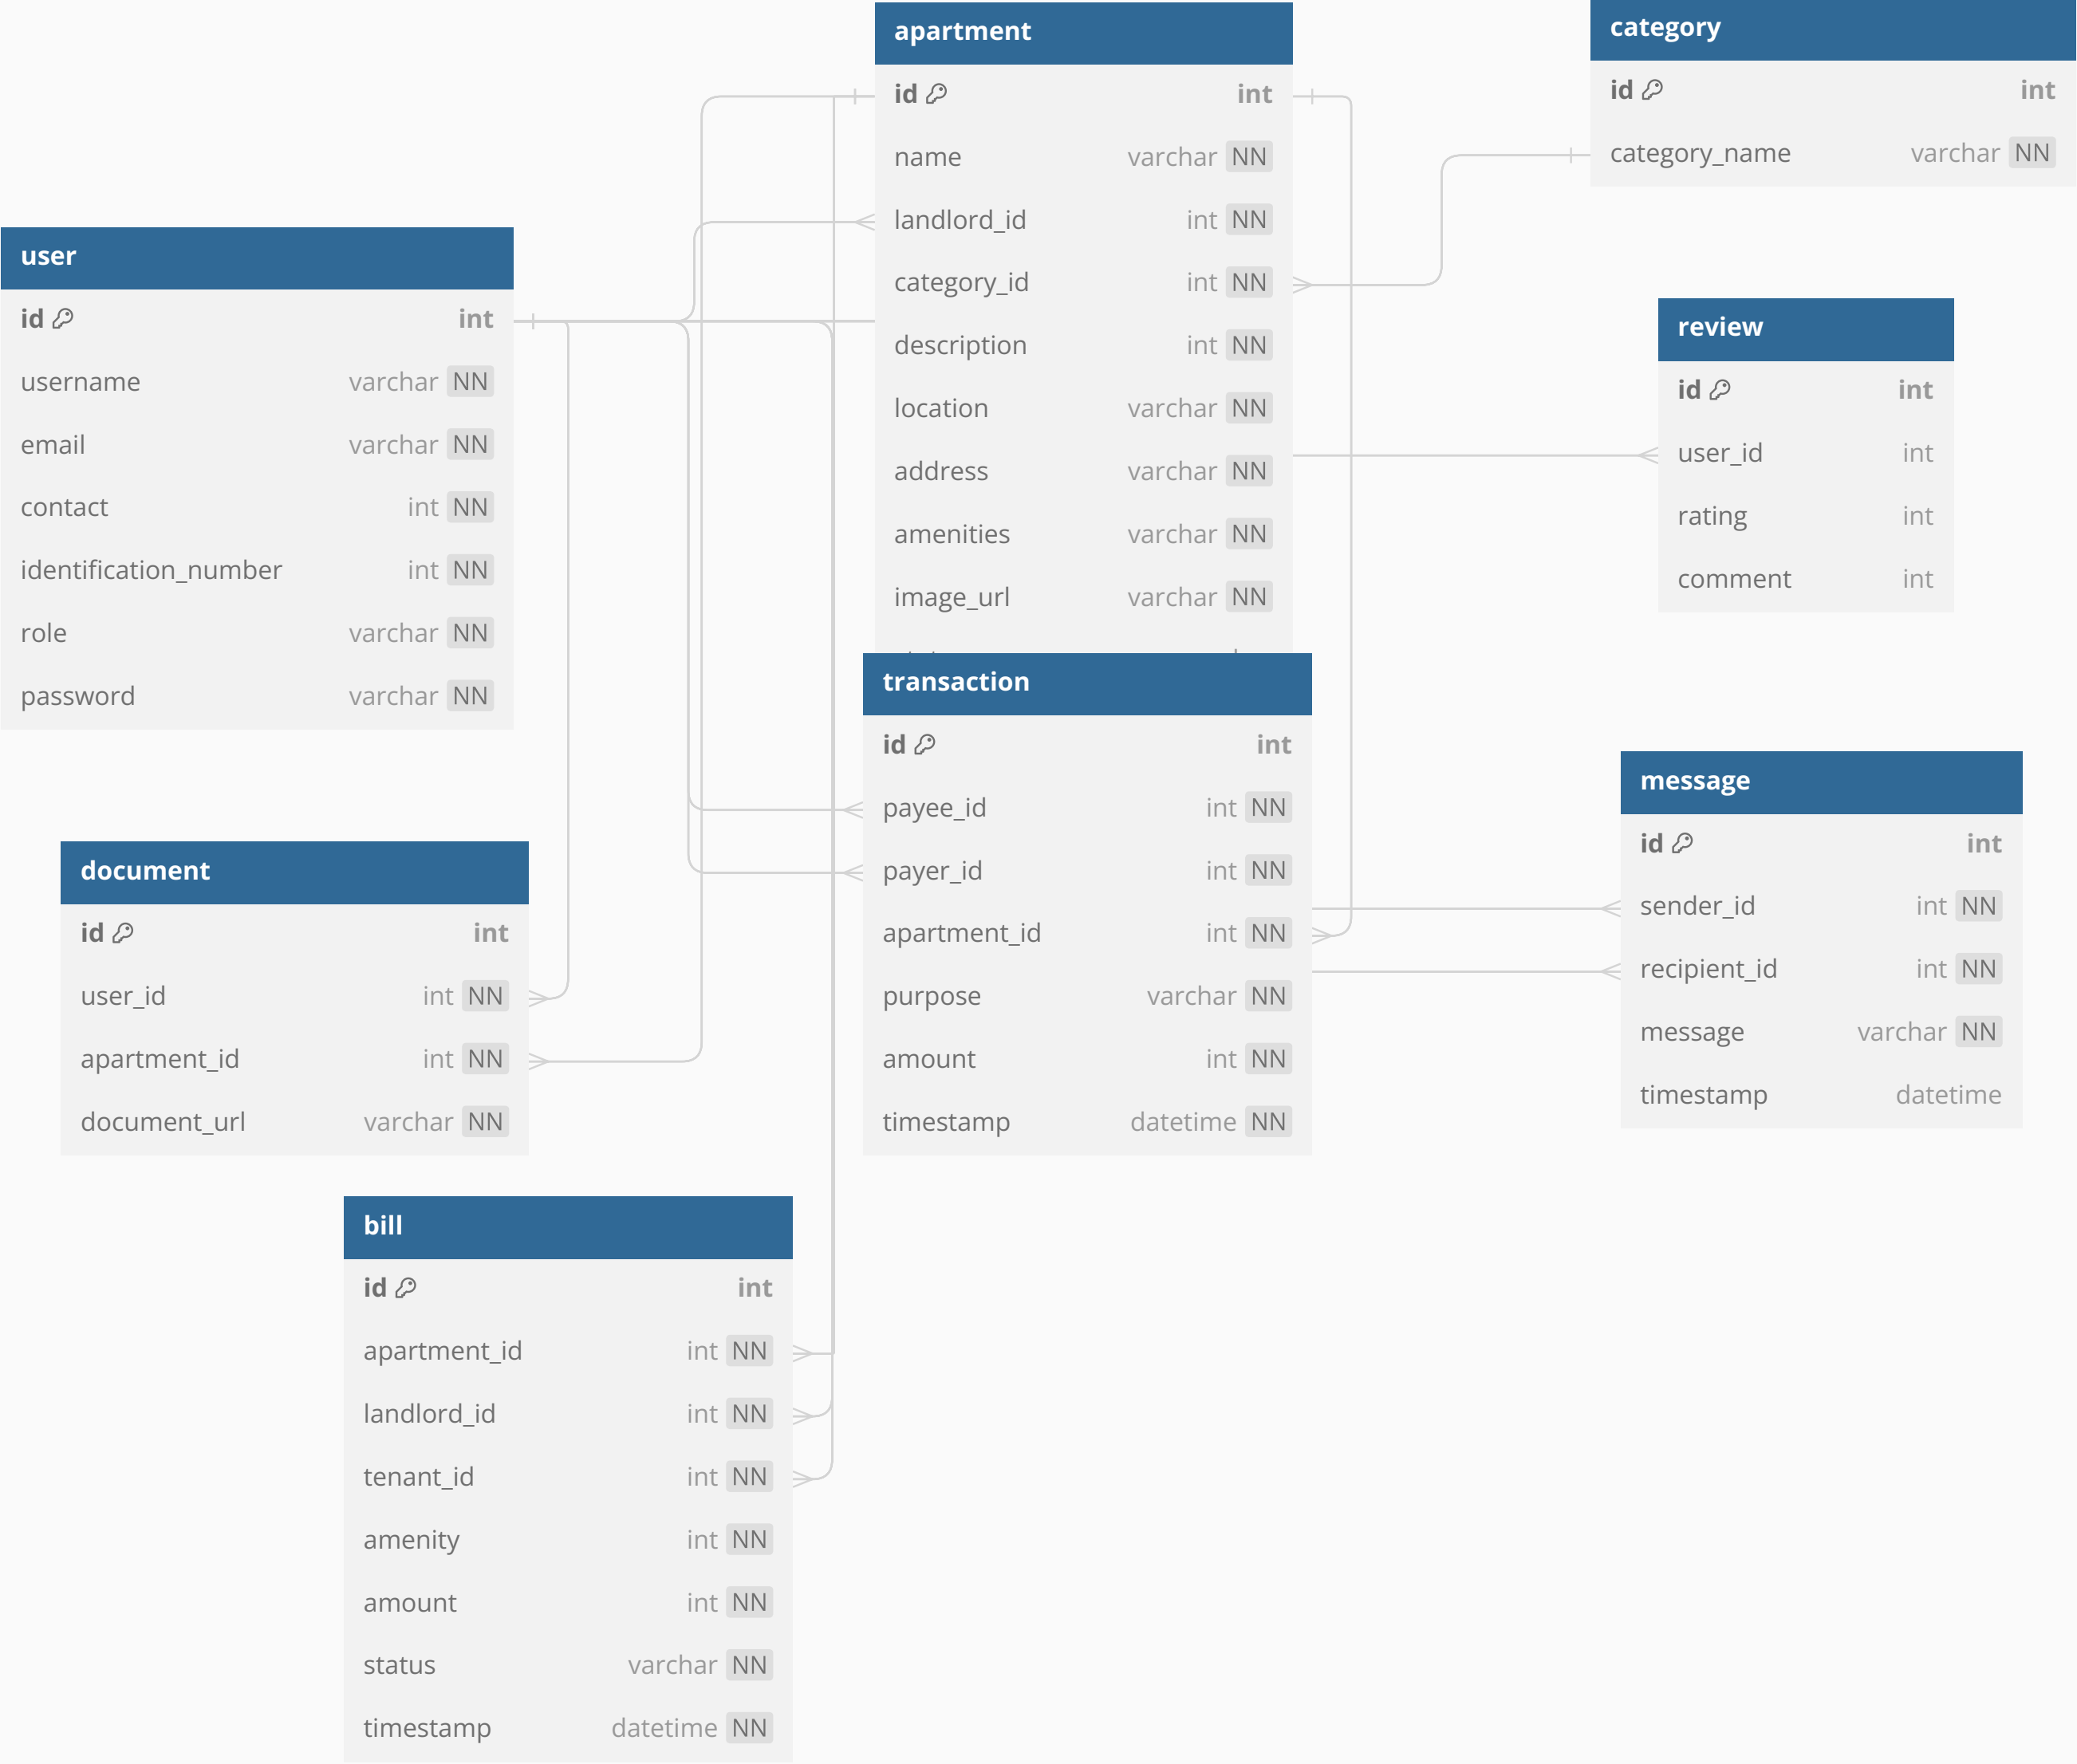 apartment
id int
name varchar NN
landlord_id int NN
category_id int NN
description int NN
location varchar NN
address varchar NN
amenities varchar NN
image_url varchar NN
category
id int
category_name varchar NN
user
id int
username varchar NN
email varchar NN
contact int NN
identification_number int NN
role varchar NN
password varchar NN
review
id int
user_id int
rating int
comment int
transaction
id int
payee_id int NN
payer_id int NN
apartment_id int NN
purpose varchar NN
amount int NN
timestamp datetime NN
message
id int
sender_id int NN
recipient_id int NN
message varchar NN
timestamp datetime
document
id int
user_id int NN
apartment_id int NN
document_url varchar NN
bill
id int
apartment_id int NN
landlord_id int NN
tenant_id int NN
amenity int NN
amount int NN
status varchar NN
timestamp datetime NN